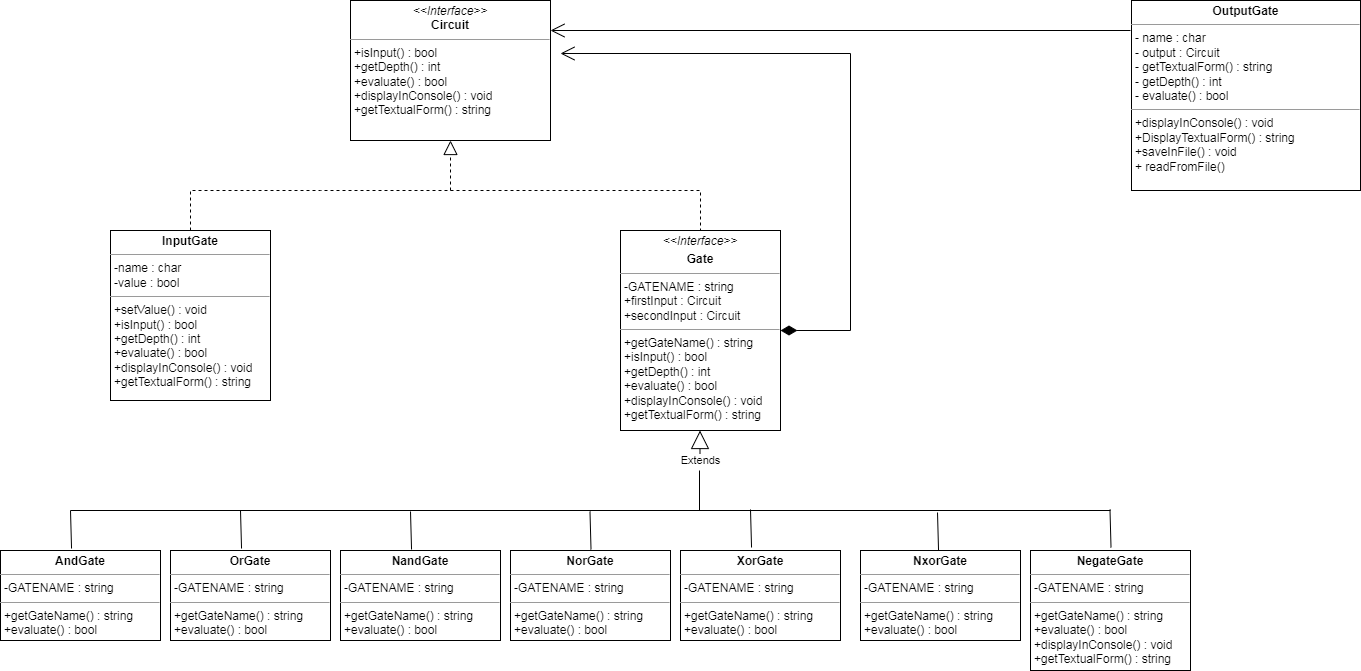 <<Interface>>
Circuit
+isInput() : bool
+getDepth() : int
+evaluate() : bool
+displayInConsole() : void
+getTextualForm() : string
OutputGate
- name : char
- output : Circuit
- getTextualForm() : string
- getDepth() : int
- evaluate() : bool
+displayInConsole() : void
+DisplayTextualForm() : string
+saveInFile() : void
+ readFromFile()
InputGate
-name : char
-value : bool
+setValue() : void
+isInput() : bool
+getDepth() : int
+evaluate() : bool
+displayInConsole() : void
+getTextualForm() : string
<<Interface>>
Gate
-GATENAME : string
+firstInput : Circuit
+secondInput : Circuit
+getGateName() : string
+isInput() : bool
+getDepth() : int
+evaluate() : bool
+displayInConsole() : void
+getTextualForm() : string
Extends
AndGate
-GATENAME : string
+getGateName() : string
+evaluate() : bool
OrGate
-GATENAME : string
+getGateName() : string
+evaluate() : bool
NandGate
-GATENAME : string
+getGateName() : string
+evaluate() : bool
NorGate
-GATENAME : string
+getGateName() : string
+evaluate() : bool
XorGate
-GATENAME : string
+getGateName() : string
+evaluate() : bool
NxorGate
-GATENAME : string
+getGateName() : string
+evaluate() : bool
NegateGate
-GATENAME : string
+getGateName() : string
+evaluate() : bool
+displayInConsole() : void
+getTextualForm() : string